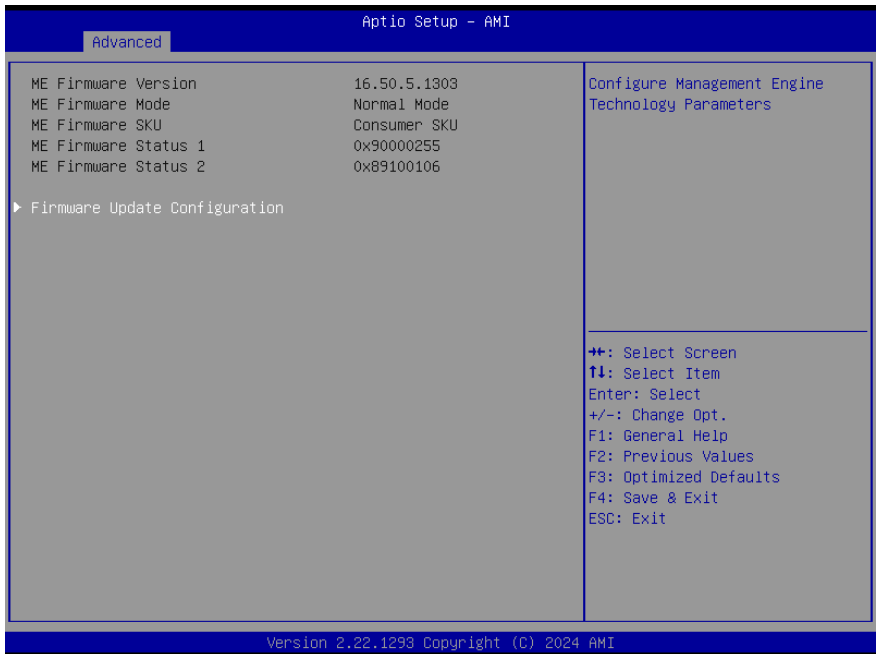 Aptio Setup – AMI
Advanced
ME Firmware Version 16.50.5.1303
ME Firmware Mode Normal Mode
ME Firmware SKU Consumer SKU
ME Firmware Status 1 0x90000255
ME Firmware Status 2 0x89100106
▶ Firmware Update Configuration
Configure Management Engine
Technology Parameters
→←: Select Screen
↑↓: Select Item
Enter: Select
+/-: Change Opt.
F1: General Help
F2: Previous Values
F3: Optimized Defaults
F4: Save & Exit
ESC: Exit
Version 2.22.1293 Copyright (C) 2024 AMI